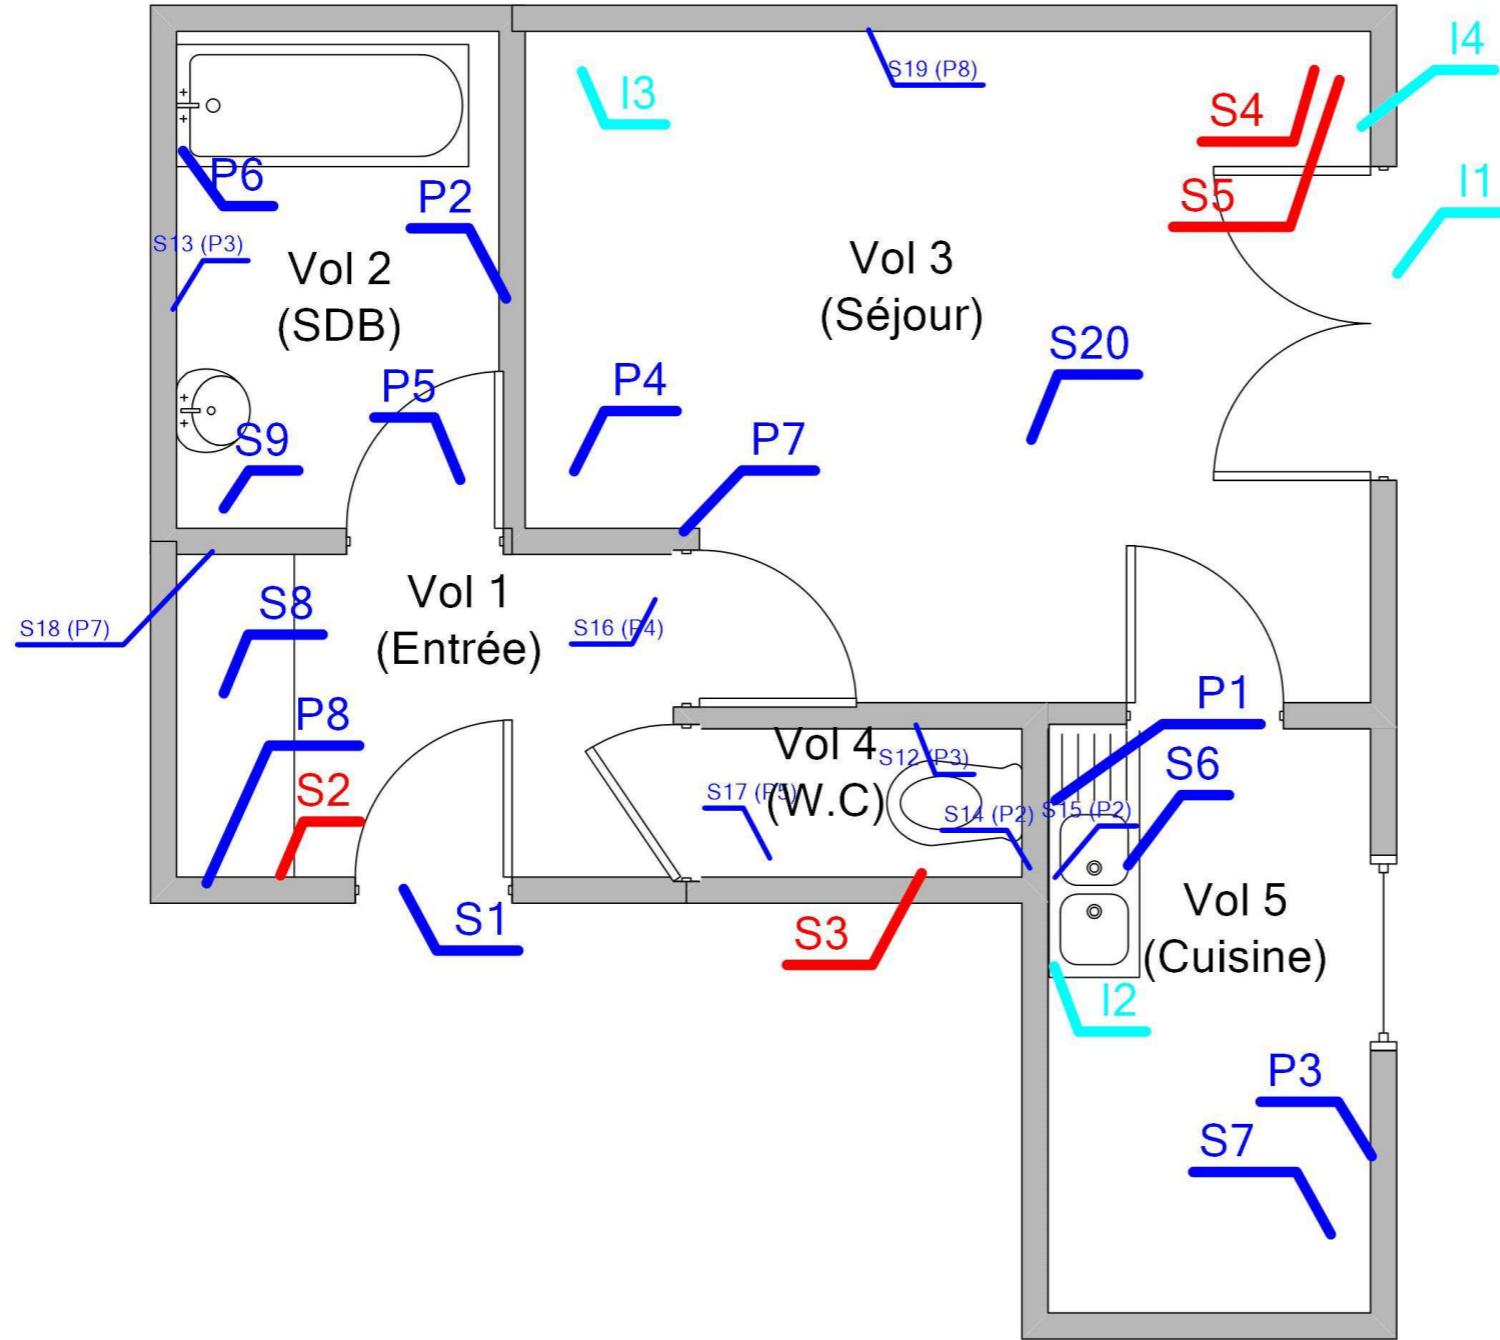 I4
S19 (P8)
I3
S4
P6
P2
S5
I1
S13 (P3)
Vol 2
(SDB)
Vol 3
(Séjour)
S20
P5
P4
S9
P7
Vol 1
(Entrée)
S8
S18 (P7)
S16 (P4)
P8
P1
S2
Vol 4
(W.C)
S12 (P3)
S6
S17 (P5)
S14 (P2)
S15 (P2)
S1
S3
Vol 5
(Cuisine)
I2
P3
S7